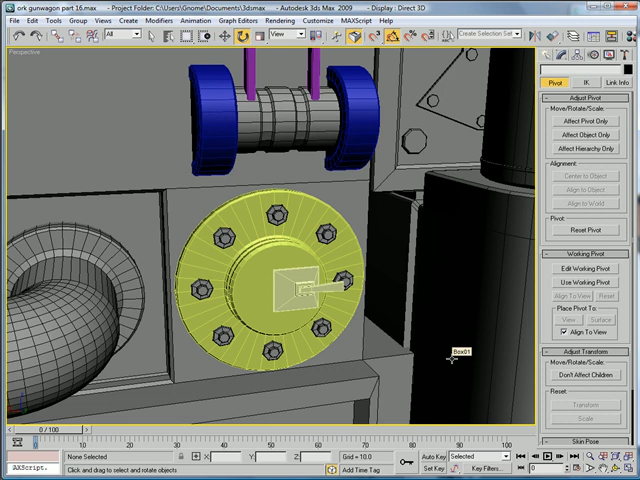 ork gunwagon part 16.max - Project Folder: C:\Users\Gnome\Documents\3dsmax - Autodesk 3ds Max 2009 - Display : Direct 3D
File Edit Tools Group Views Create Modifiers Animation Graph Editors Rendering Customize MAXScript Help
All View Create Selection Set
Perspective
Pivot IK Link Info
Adjust Pivot
Move/Rotate/Scale:
Affect Pivot Only
Affect Object Only
Affect Hierarchy Only
Alignment:
Center to Object
Align to Object
Align to World
Pivot:
Reset Pivot
Working Pivot
Edit Working Pivot
Use Working Pivot
Align To View Reset
Place Pivot To:
View Surface
Align To View
Adjust Transform
Move/Rotate/Scale:
Don't Affect Children
Reset:
Transform
Scale
Skin Pose
Box01
0 / 100
0 10 20 30 40 50 60 70 80 90 100
None Selected X: Y: Z: Grid = 10.0 Auto Key Selected
AXScript. Click and drag to select and rotate objects Add Time Tag Set Key Key Filters... 0